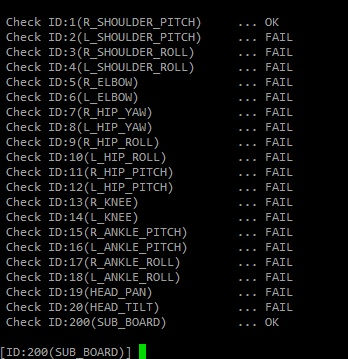 Check ID:1(R_SHOULDER_PITCH) ... OK
Check ID:2(L_SHOULDER_PITCH) ... FAIL
Check ID:3(R_SHOULDER_ROLL) ... FAIL
Check ID:4(L_SHOULDER_ROLL) ... FAIL
Check ID:5(R_ELBOW) ... FAIL
Check ID:6(L_ELBOW) ... FAIL
Check ID:7(R_HIP_YAW) ... FAIL
Check ID:8(L_HIP_YAW) ... FAIL
Check ID:9(R_HIP_ROLL) ... FAIL
Check ID:10(L_HIP_ROLL) ... FAIL
Check ID:11(R_HIP_PITCH) ... FAIL
Check ID:12(L_HIP_PITCH) ... FAIL
Check ID:13(R_KNEE) ... FAIL
Check ID:14(L_KNEE) ... FAIL
Check ID:15(R_ANKLE_PITCH) ... FAIL
Check ID:16(L_ANKLE_PITCH) ... FAIL
Check ID:17(R_ANKLE_ROLL) ... FAIL
Check ID:18(L_ANKLE_ROLL) ... FAIL
Check ID:19(HEAD_PAN) ... FAIL
Check ID:20(HEAD_TILT) ... FAIL
Check ID:200(SUB_BOARD) ... OK
[ID:200(SUB_BOARD)]